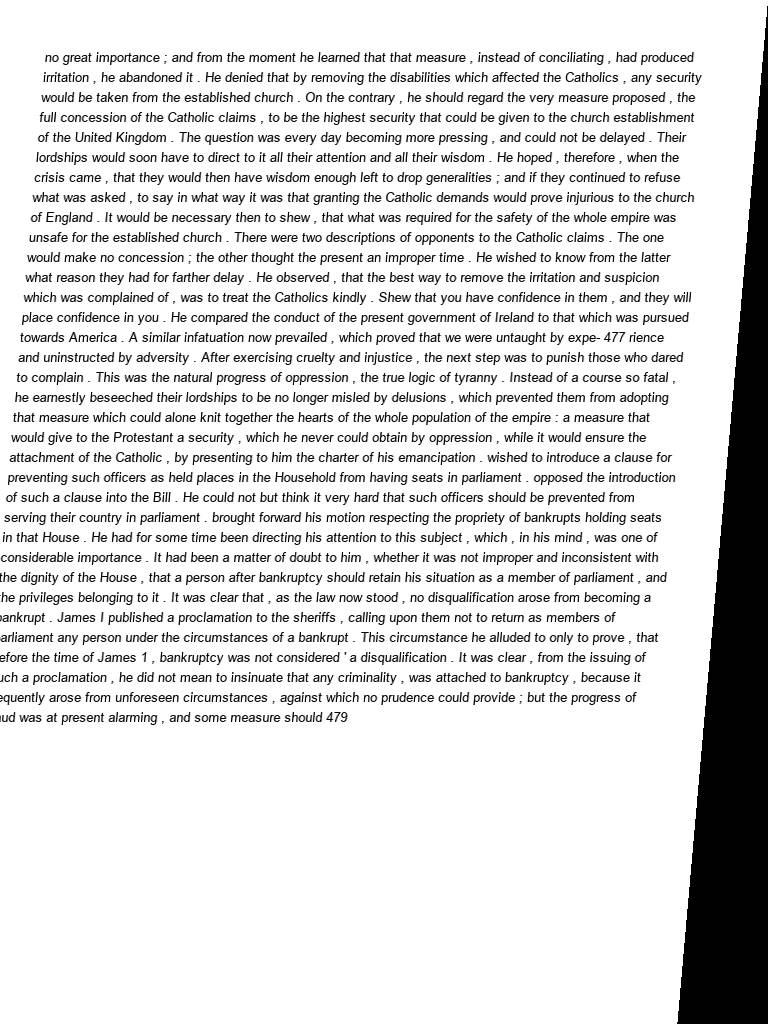 no great importance ; and from the moment he learned that that measure , instead of conciliating , had produced
irritation , he abandoned it . He denied that by removing the disabilities which affected the Catholics , any security
would be taken from the established church . On the contrary , he should regard the very measure proposed , the
full concession of the Catholic claims , to be the highest security that could be given to the church establishment
of the United Kingdom . The question was every day becoming more pressing , and could not be delayed . Their
lordships would soon have to direct to it all their attention and all their wisdom . He hoped , therefore , when the
crisis came , that they would then have wisdom enough left to drop generalities ; and if they continued to refuse
what was asked , to say in what way it was that granting the Catholic demands would prove injurious to the church
of England . It would be necessary then to shew , that what was required for the safety of the whole empire was
unsafe for the established church . There were two descriptions of opponents to the Catholic claims . The one
would make no concession ; the other thought the present an improper time . He wished to know from the latter
what reason they had for farther delay . He observed , that the best way to remove the irritation and suspicion
which was complained of , was to treat the Catholics kindly . Shew that you have confidence in them , and they will
place confidence in you . He compared the conduct of the present government of Ireland to that which was pursued
towards America . A similar infatuation now prevailed , which proved that we were untaught by expe- 477 rience
and uninstructed by adversity . After exercising cruelty and injustice , the next step was to punish those who dared
to complain . This was the natural progress of oppression , the true logic of tyranny . Instead of a course so fatal ,
he earnestly beseeched their lordships to be no longer misled by delusions , which prevented them from adopting
that measure which could alone knit together the hearts of the whole population of the empire : a measure that
would give to the Protestant a security , which he never could obtain by oppression , while it would ensure the
attachment of the Catholic , by presenting to him the charter of his emancipation . wished to introduce a clause for
preventing such officers as held places in the Household from having seats in parliament . opposed the introduction
of such a clause into the Bill . He could not but think it very hard that such officers should be prevented from
serving their country in parliament . brought forward his motion respecting the propriety of bankrupts holding seats
in that House . He had for some time been directing his attention to this subject , which , in his mind , was one of
considerable importance . It had been a matter of doubt to him , whether it was not improper and inconsistent with
the dignity of the House , that a person after bankruptcy should retain his situation as a member of parliament , and
the privileges belonging to it . It was clear that , as the law now stood , no disqualification arose from becoming a
bankrupt . James I published a proclamation to the sheriffs , calling upon them not to return as members of
arliament any person under the circumstances of a bankrupt . This circumstance he alluded to only to prove , that
efore the time of James 1 , bankruptcy was not considered ' a disqualification . It was clear , from the issuing of
uch a proclamation , he did not mean to insinuate that any criminality , was attached to bankruptcy , because it
equently arose from unforeseen circumstances , against which no prudence could provide ; but the progress of
ud was at present alarming , and some measure should 479